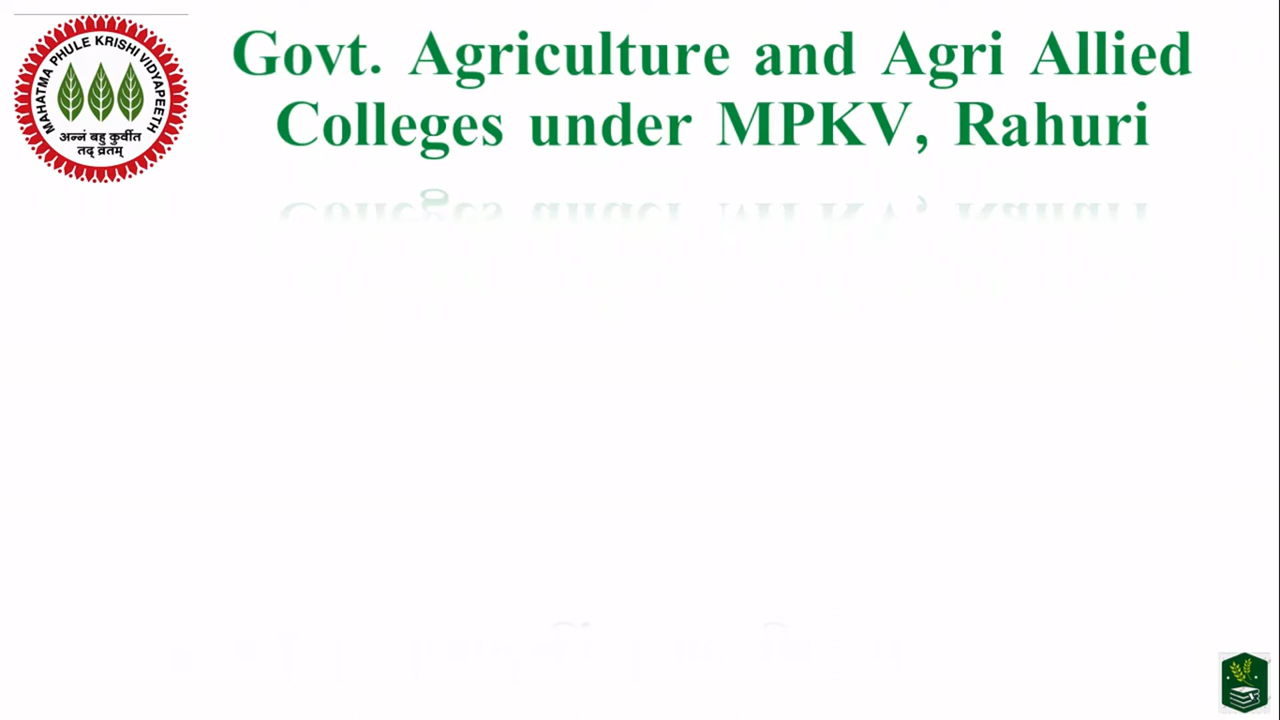 MAHATMA PHULE KRISHI VIDYAPEETH
अन्नं बहु कुर्वीत
तद् व्रतम्
Govt. Agriculture and Agri Allied
Colleges under MPKV, Rahuri